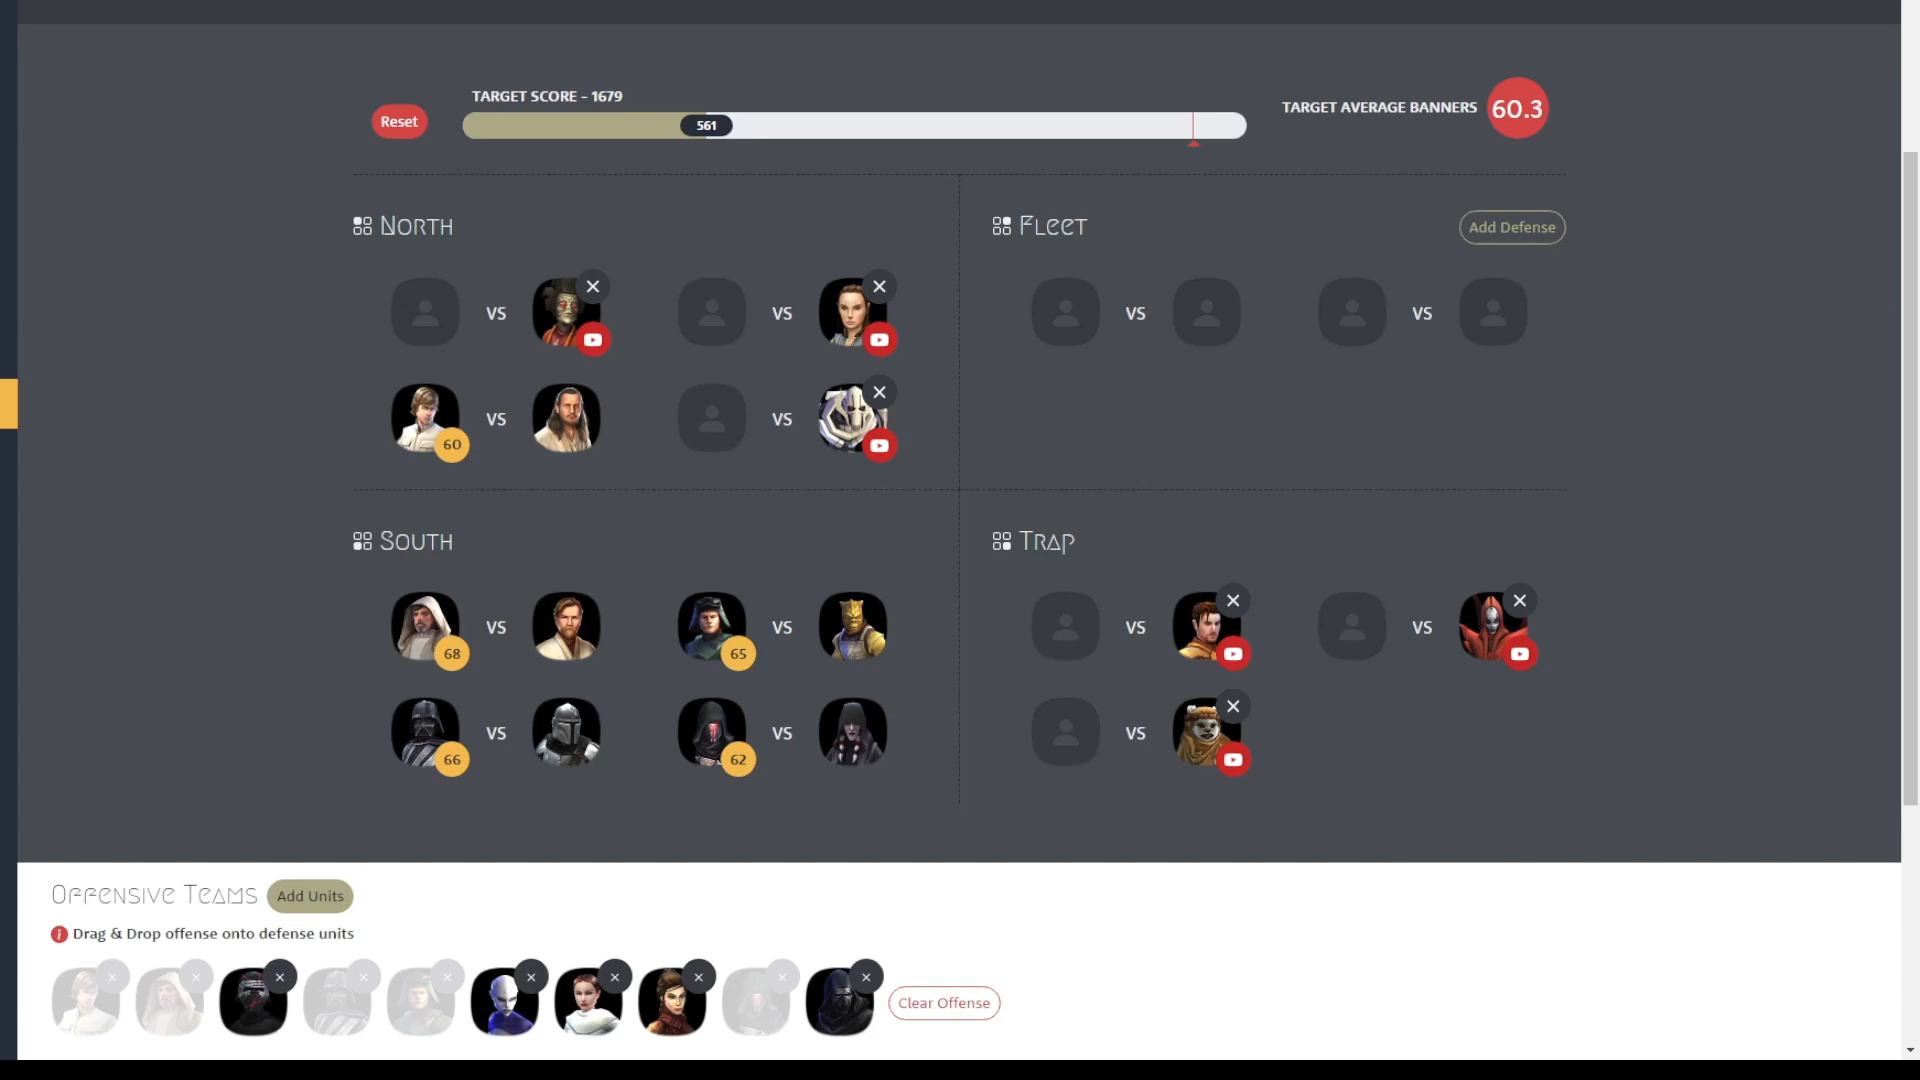 TARGET SCORE - 1679
Reset
561
TARGET AVERAGE BANNERS
60.3
North
Fleet
Add Defense
VS
VS
VS
VS
60
VS
VS
South
Trap
68
VS
65
VS
VS
VS
66
VS
62
VS
VS
Offensive Teams
Add Units
Drag & Drop offense onto defense units
Clear Offense